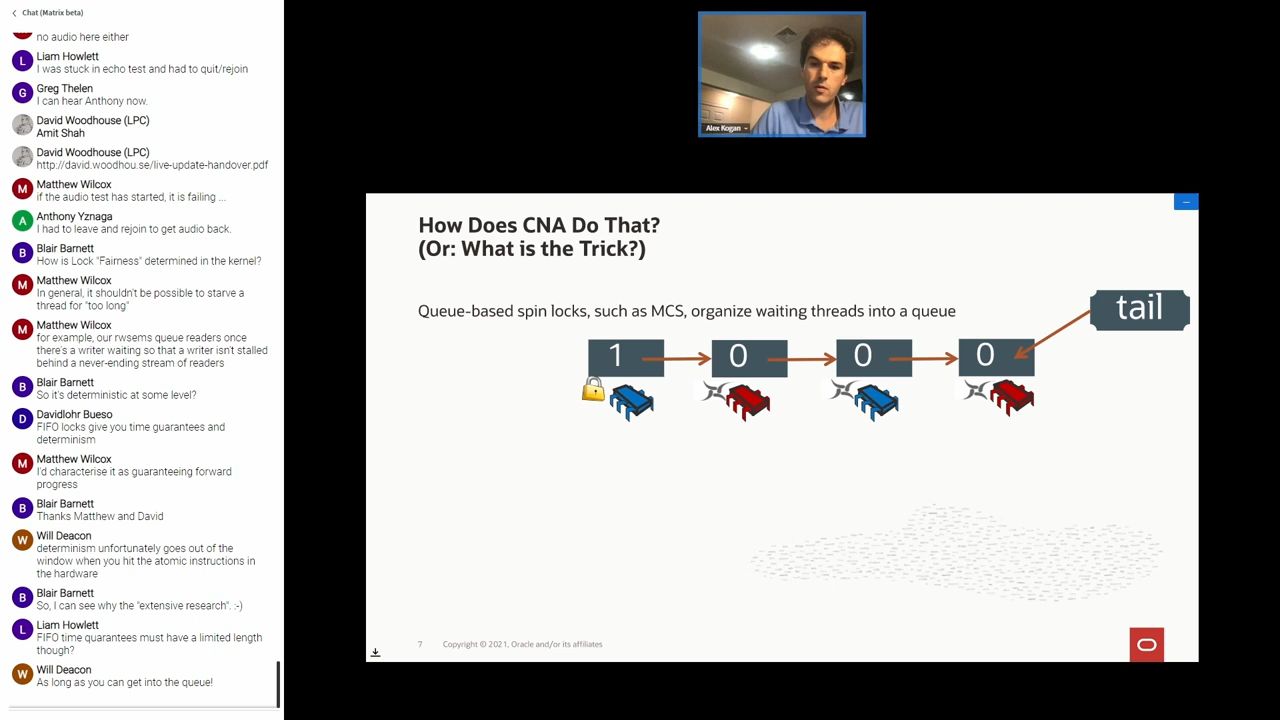 Chat (Matrix beta)
no audio here either
Liam Howlett
I was stuck in echo test and had to quit/rejoin
Greg Thelen
I can hear Anthony now.
David Woodhouse (LPC)
Amit Shah
David Woodhouse (LPC)
http://david.woodhou.se/live-update-handover.pdf
M
Matthew Wilcox
if the audio test has started, it is failing ...
Anthony Yznaga
I had to leave and rejoin to get audio back.
Blair Barnett
How is Lock "Fairness" determined in the kernel?
Matthew Wilcox
In general, it shouldn't be possible to starve a
thread for "too long"
Matthew Wilcox
for example, our rwsems queue readers once
there's a writer waiting so that a writer isn't stalled
behind a never-ending stream of readers
Blair Barnett
So it's deterministic at some level?
Davidlohr Bueso
FIFO locks give you time guarantees and
determinism
Matthew Wilcox
I'd characterise it as guaranteeing forward
progress
Blair Barnett
Thanks Matthew and David
Will Deacon
determinism unfortunately goes out of the
window when you hit the atomic instructions in
the hardware
Blair Barnett
So, I can see why the "extensive research". :-)
Liam Howlett
FIFO time quarantees must have a limited length
though?
Will Deacon
As long as you can get into the queue!
Alex Kogan
How Does CNA Do That?
(Or: What is the Trick?)
Queue-based spin locks, such as MCS, organize waiting threads into a queue
tail
1 0 0 0
7 Copyright © 2021, Oracle and/or its affiliates